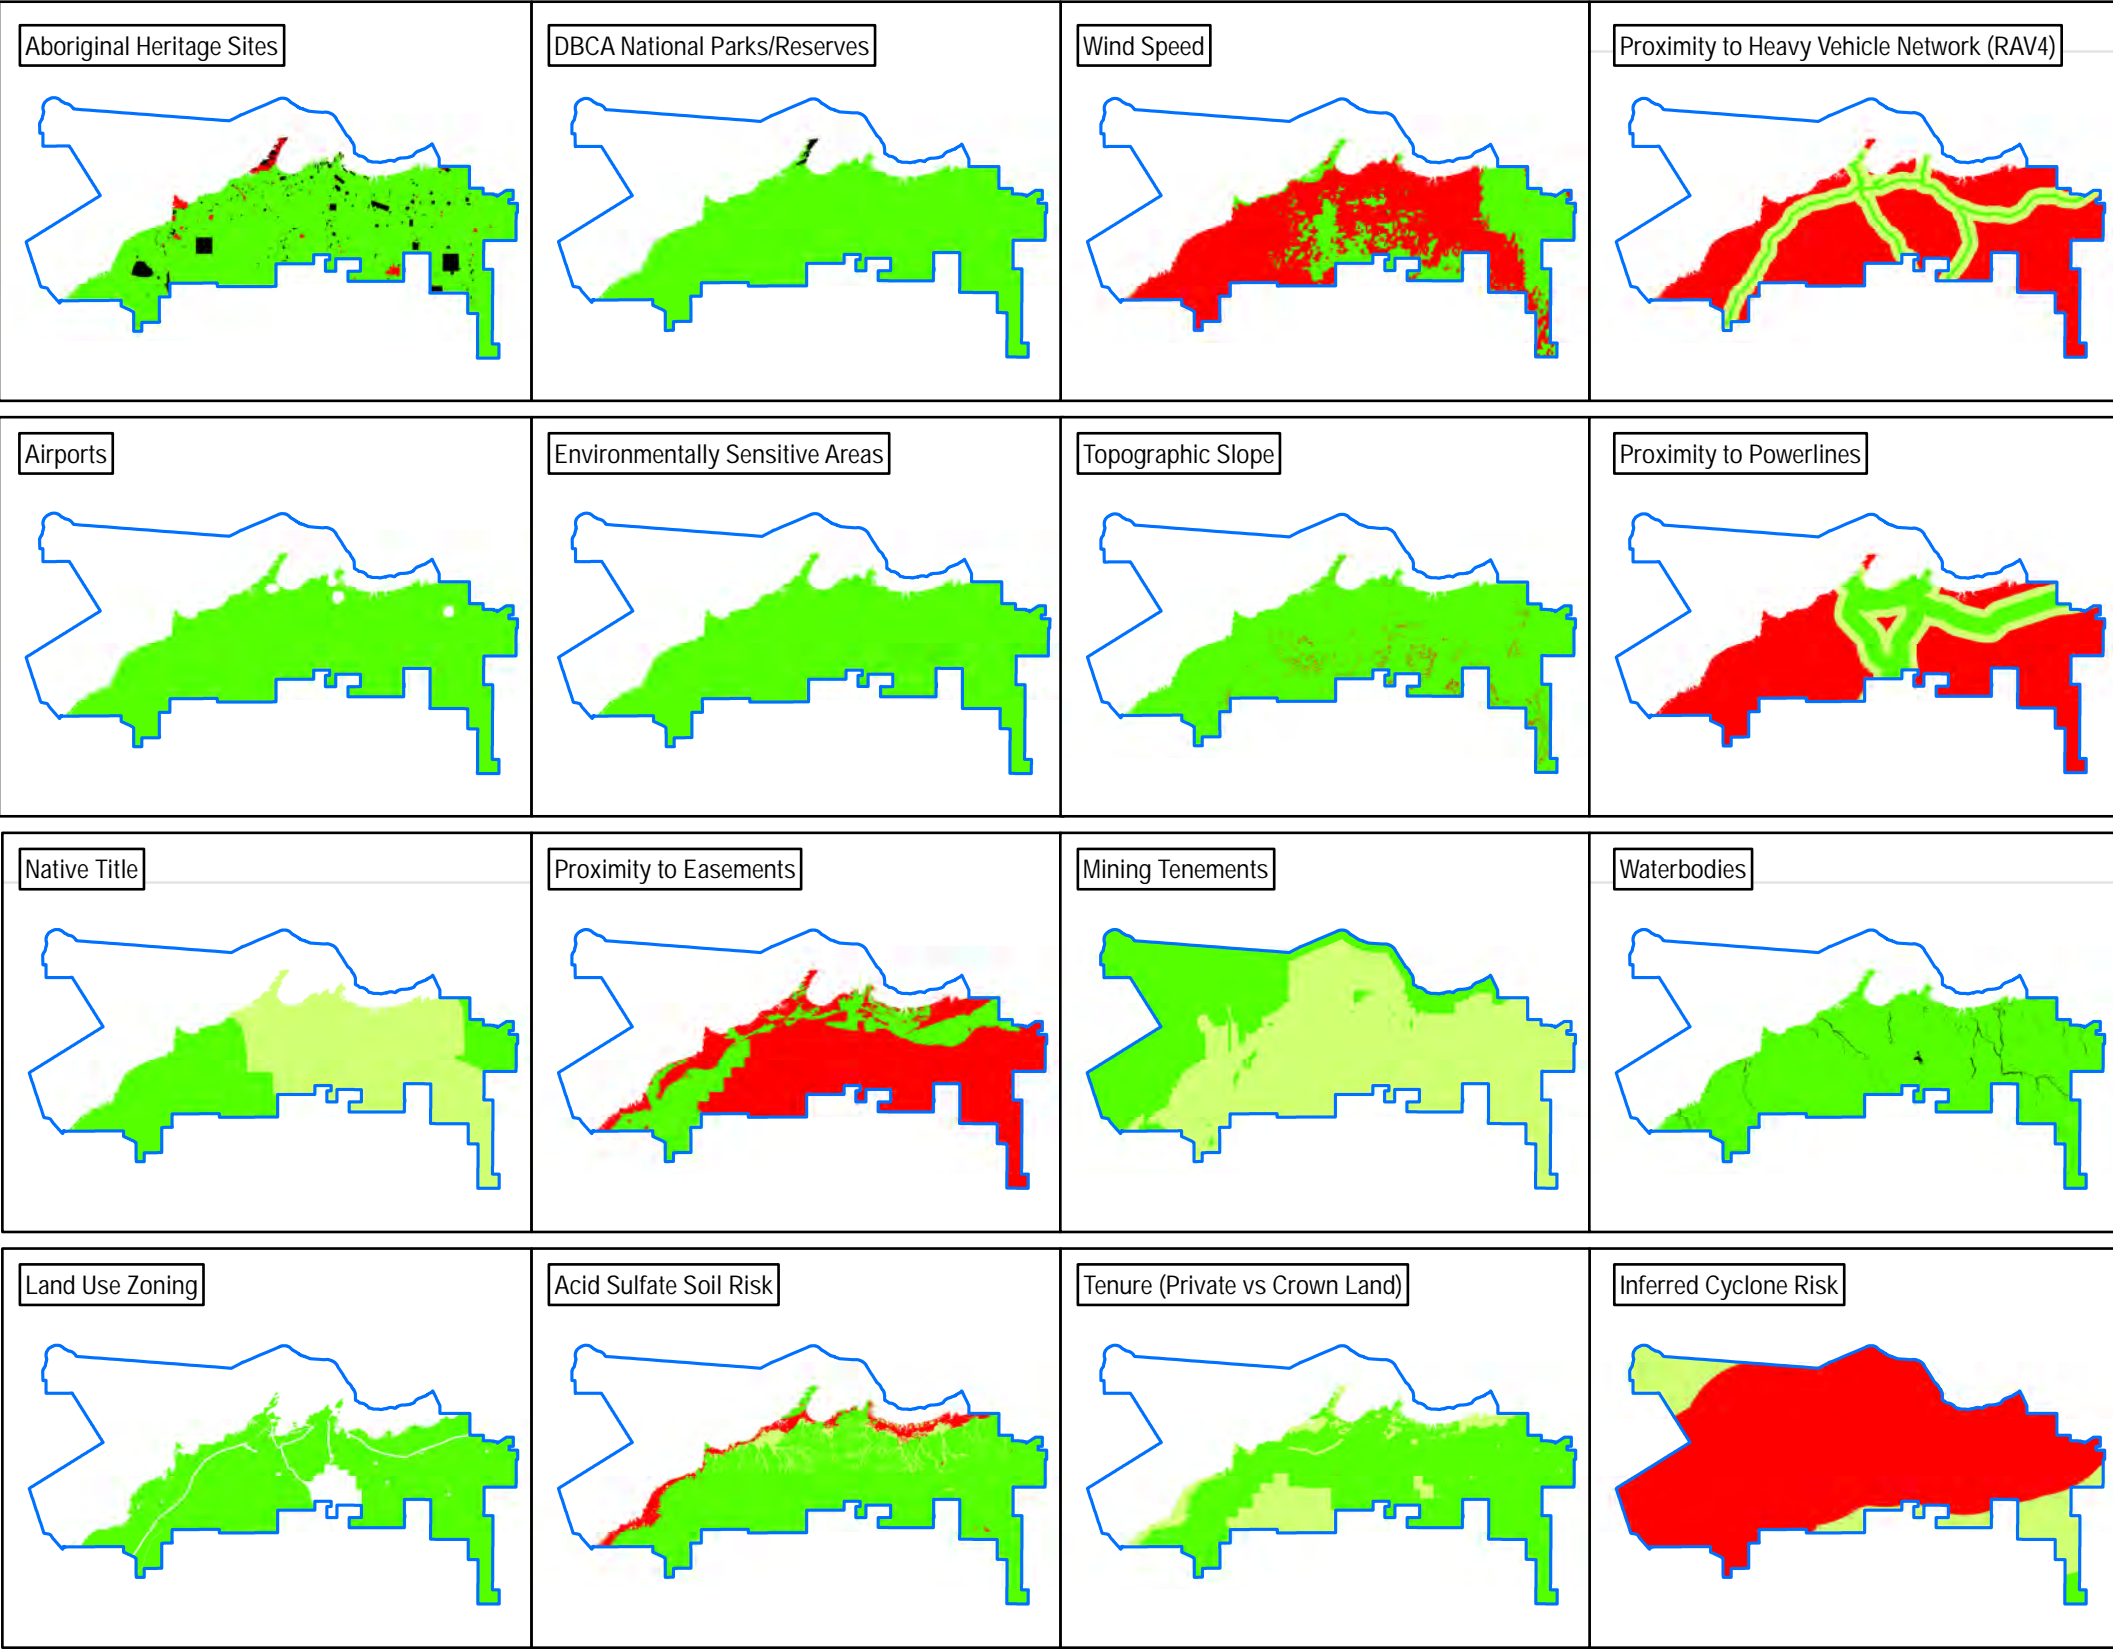 Aboriginal Heritage Sites
DBCA National Parks/Reserves
Wind Speed
Proximity to Heavy Vehicle Network (RAV4)
Airports
Environmentally Sensitive Areas
Topographic Slope
Proximity to Powerlines
Native Title
Proximity to Easements
Mining Tenements
Waterbodies
Land Use Zoning
Acid Sulfate Soil Risk
Tenure (Private vs Crown Land)
Inferred Cyclone Risk